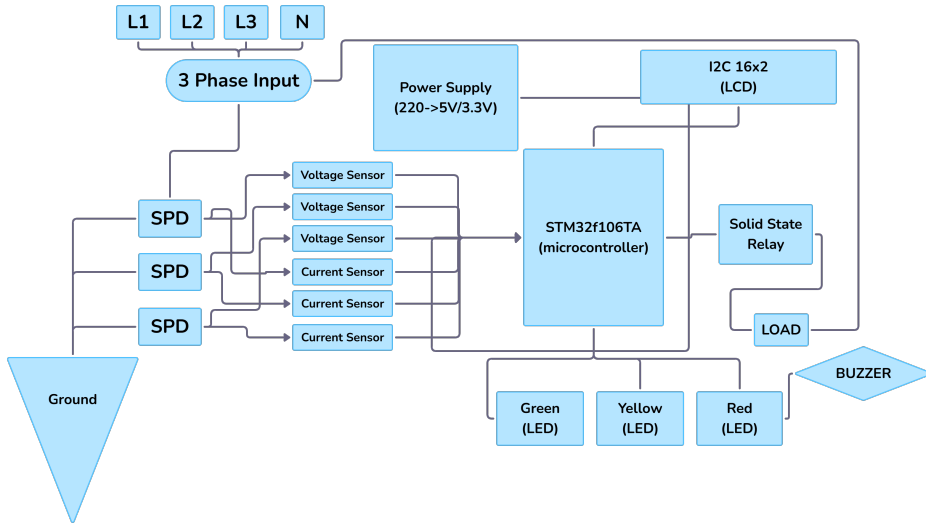 L1
L2
L3
N
3 Phase Input
Power Supply
(220->5V/3.3V)
I2C 16x2
(LCD)
Voltage Sensor
Voltage Sensor
Voltage Sensor
Current Sensor
Current Sensor
Current Sensor
SPD
SPD
SPD
STM32f106TA
(microcontroller)
Solid State
Relay
LOAD
Ground
BUZZER
Green
(LED)
Yellow
(LED)
Red
(LED)